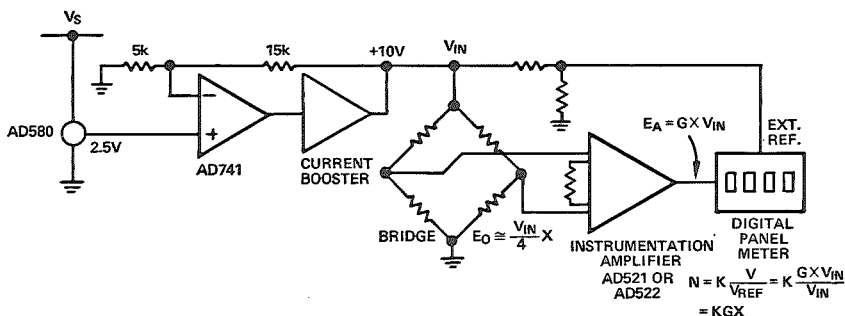 VS
5k
15k
+10V
VIN
AD580
2.5V
−
+
AD741
CURRENT
BOOSTER
EA = G X VIN
EXT.
REF.
BRIDGE
EO ≅ VIN/4 X
INSTRUMENTATION
AMPLIFIER
AD521 OR
AD522
DIGITAL
PANEL
METER
N = K V/VREF = K G X VIN/VIN
= KGX